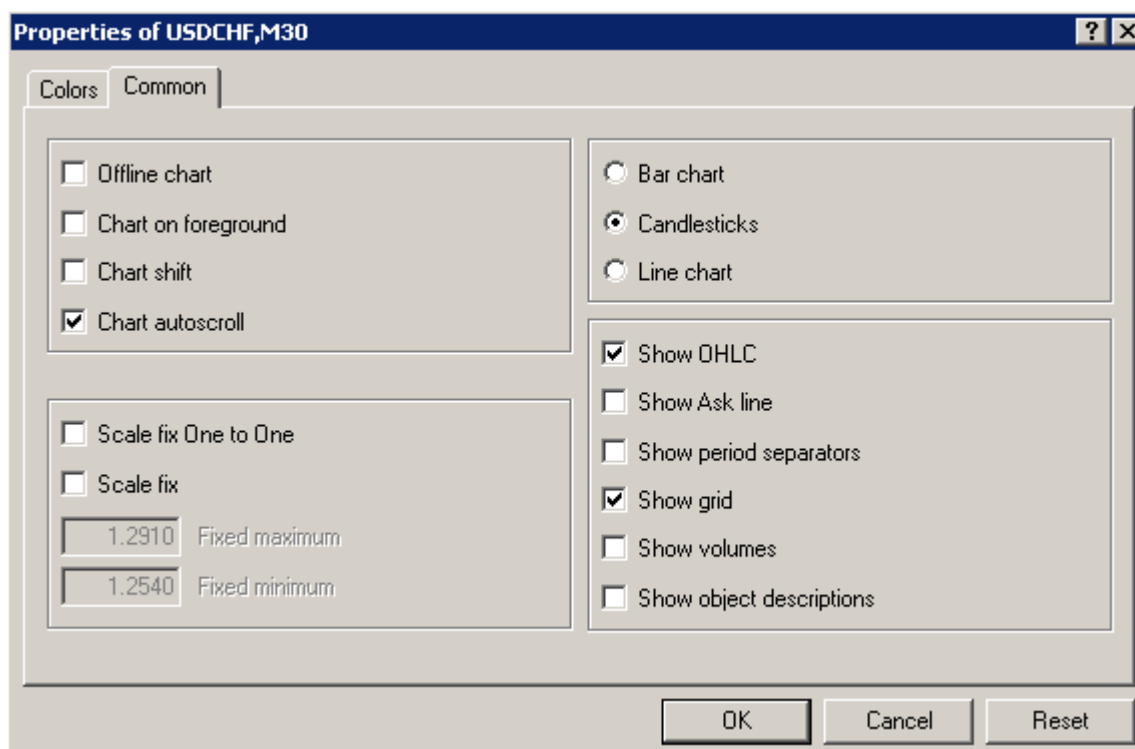 Properties of USDCHF,M30
Colors
Common
Offline chart
Chart on foreground
Chart shift
Chart autoscroll
Scale fix One to One
Scale fix
1.2910 Fixed maximum
1.2540 Fixed minimum
Bar chart
Candlesticks
Line chart
Show OHLC
Show Ask line
Show period separators
Show grid
Show volumes
Show object descriptions
OK
Cancel
Reset